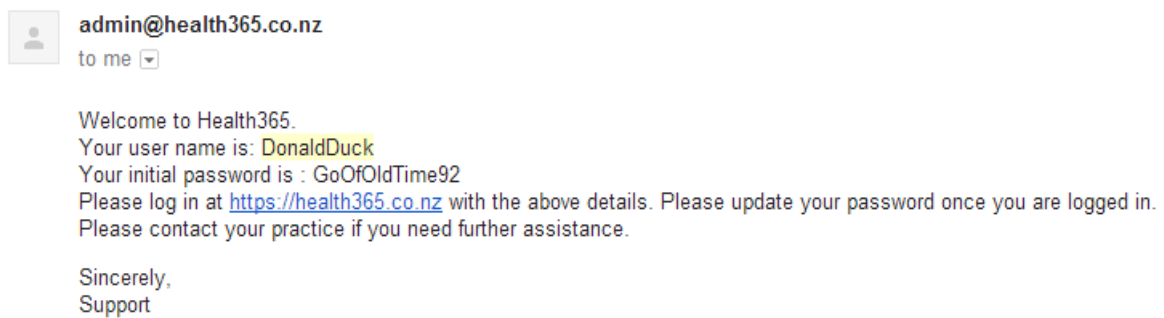 admin@health365.co.nz
to me
Welcome to Health365.
Your user name is: DonaldDuck
Your initial password is : GoOfOldTime92
Please log in at https://health365.co.nz with the above details. Please update your password once you are logged in.
Please contact your practice if you need further assistance.
Sincerely,
Support